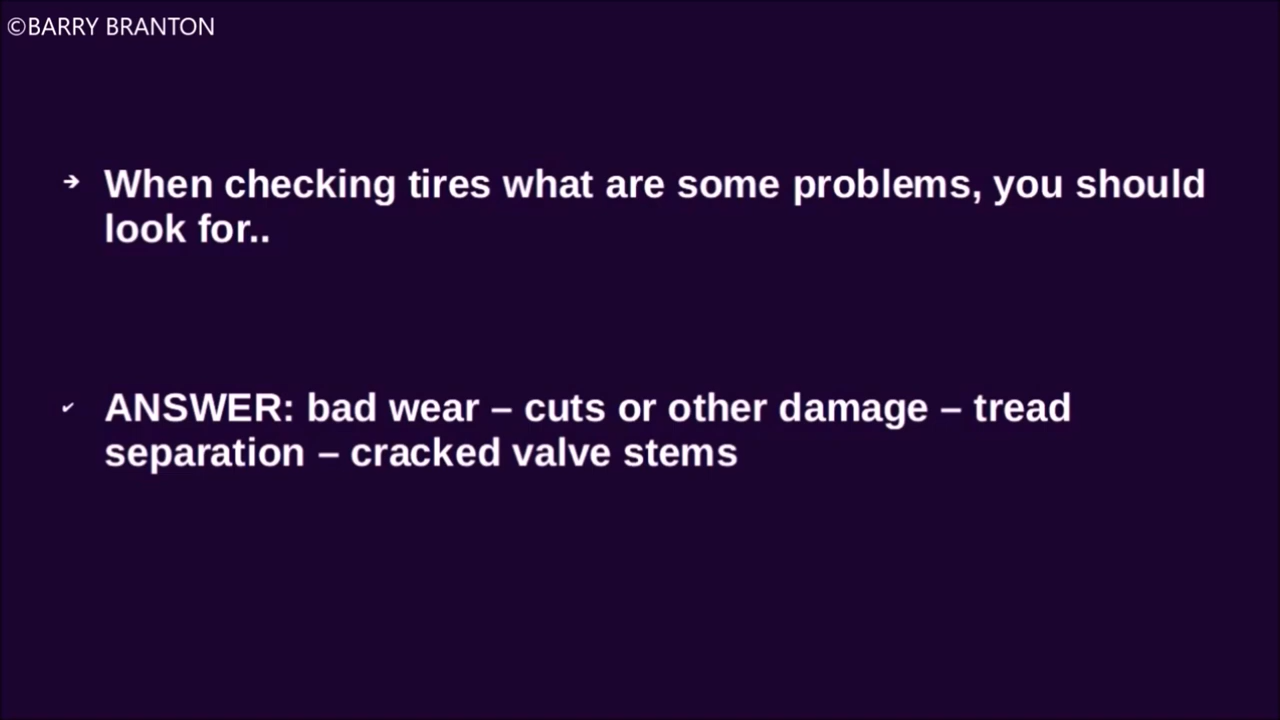 ©BARRY BRANTON
➔ When checking tires what are some problems, you should
look for..
✔ ANSWER: bad wear – cuts or other damage – tread
separation – cracked valve stems